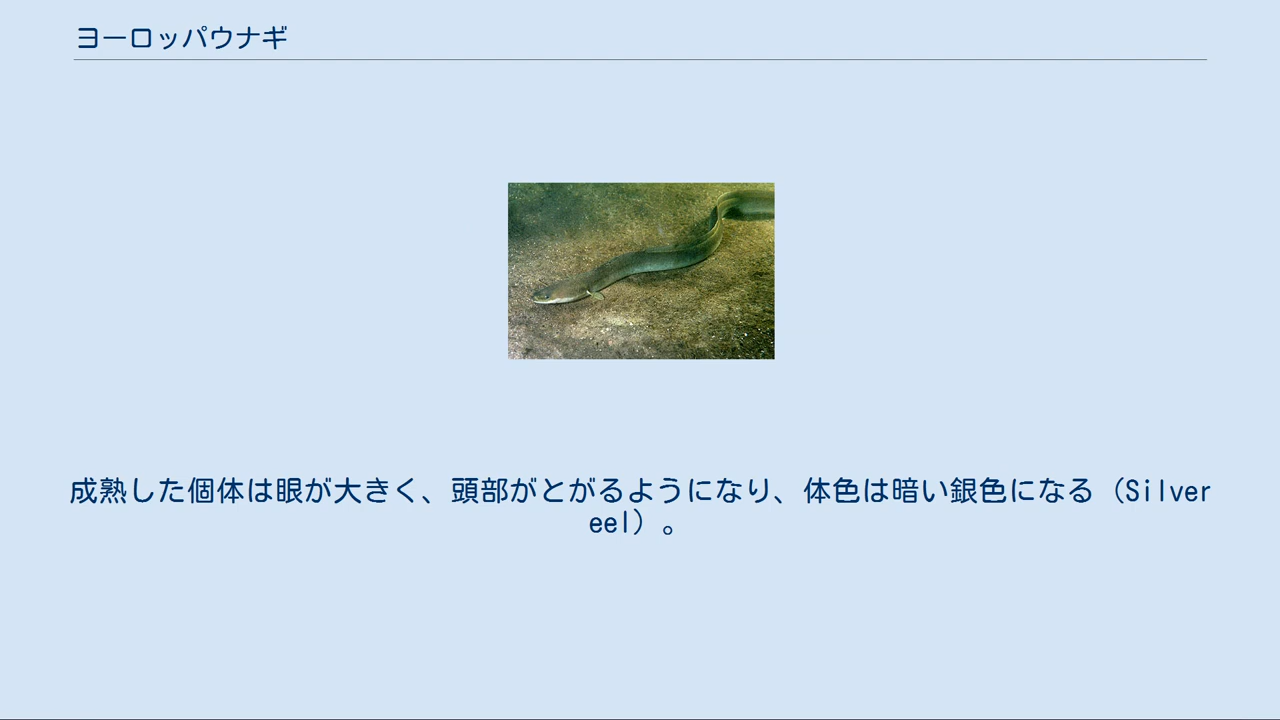 ヨーロッパウナギ
成熟した個体は眼が大きく、頭部がとがるようになり、体色は暗い銀色になる（Silver
eel）。